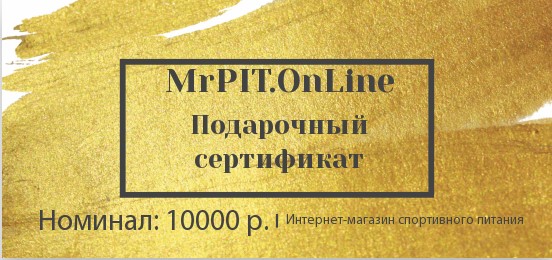 MrPIT.OnLine
Подарочный
сертификат
Номинал: 10000 р. | Интернет-магазин спортивного питания